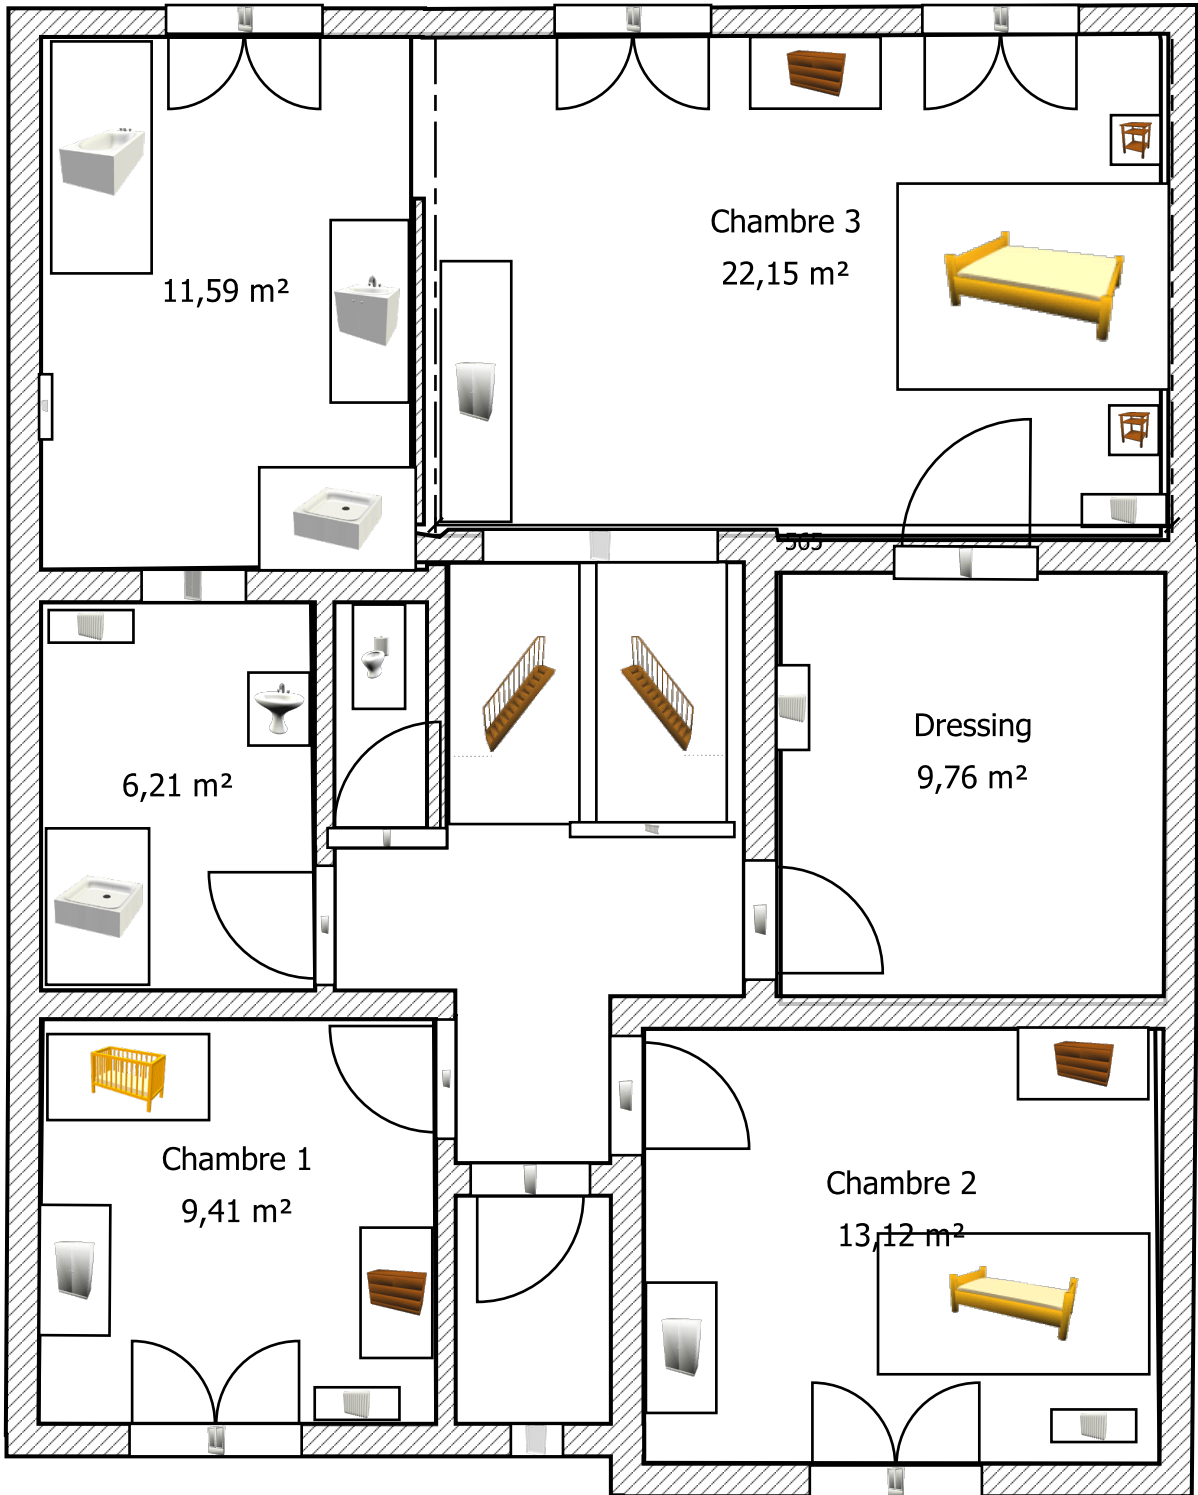 Chambre 3
22,15 m²
11,59 m²
565
Dressing
9,76 m²
6,21 m²
Chambre 1
9,41 m²
Chambre 2
13,12 m²